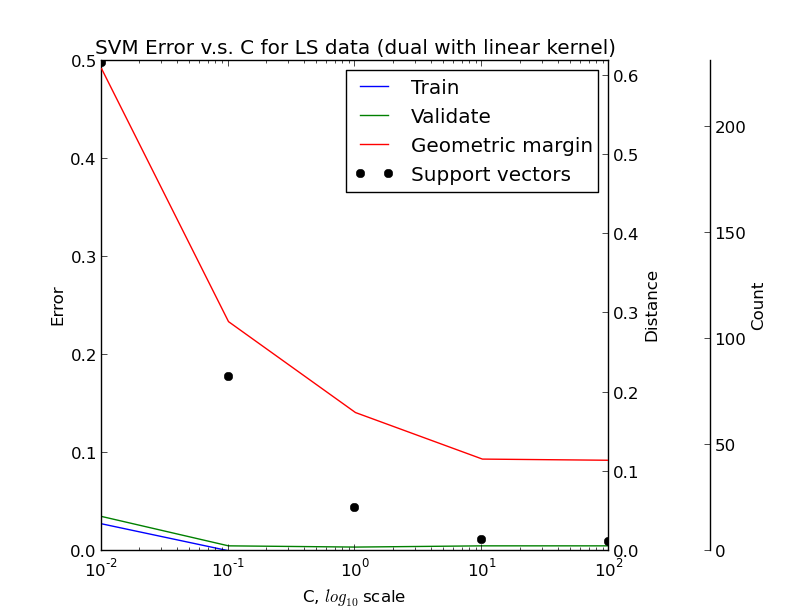 SVM Error v.s. C for LS data (dual with linear kernel)
Train
Validate
Geometric margin
Support vectors
0.5
0.4
0.3
0.2
0.1
0.0
Error
0.6
0.5
0.4
0.3
0.2
0.1
0.0
Distance
200
150
100
50
0
Count
10^-2
10^-1
10^0
10^1
10^2
C, log_10 scale